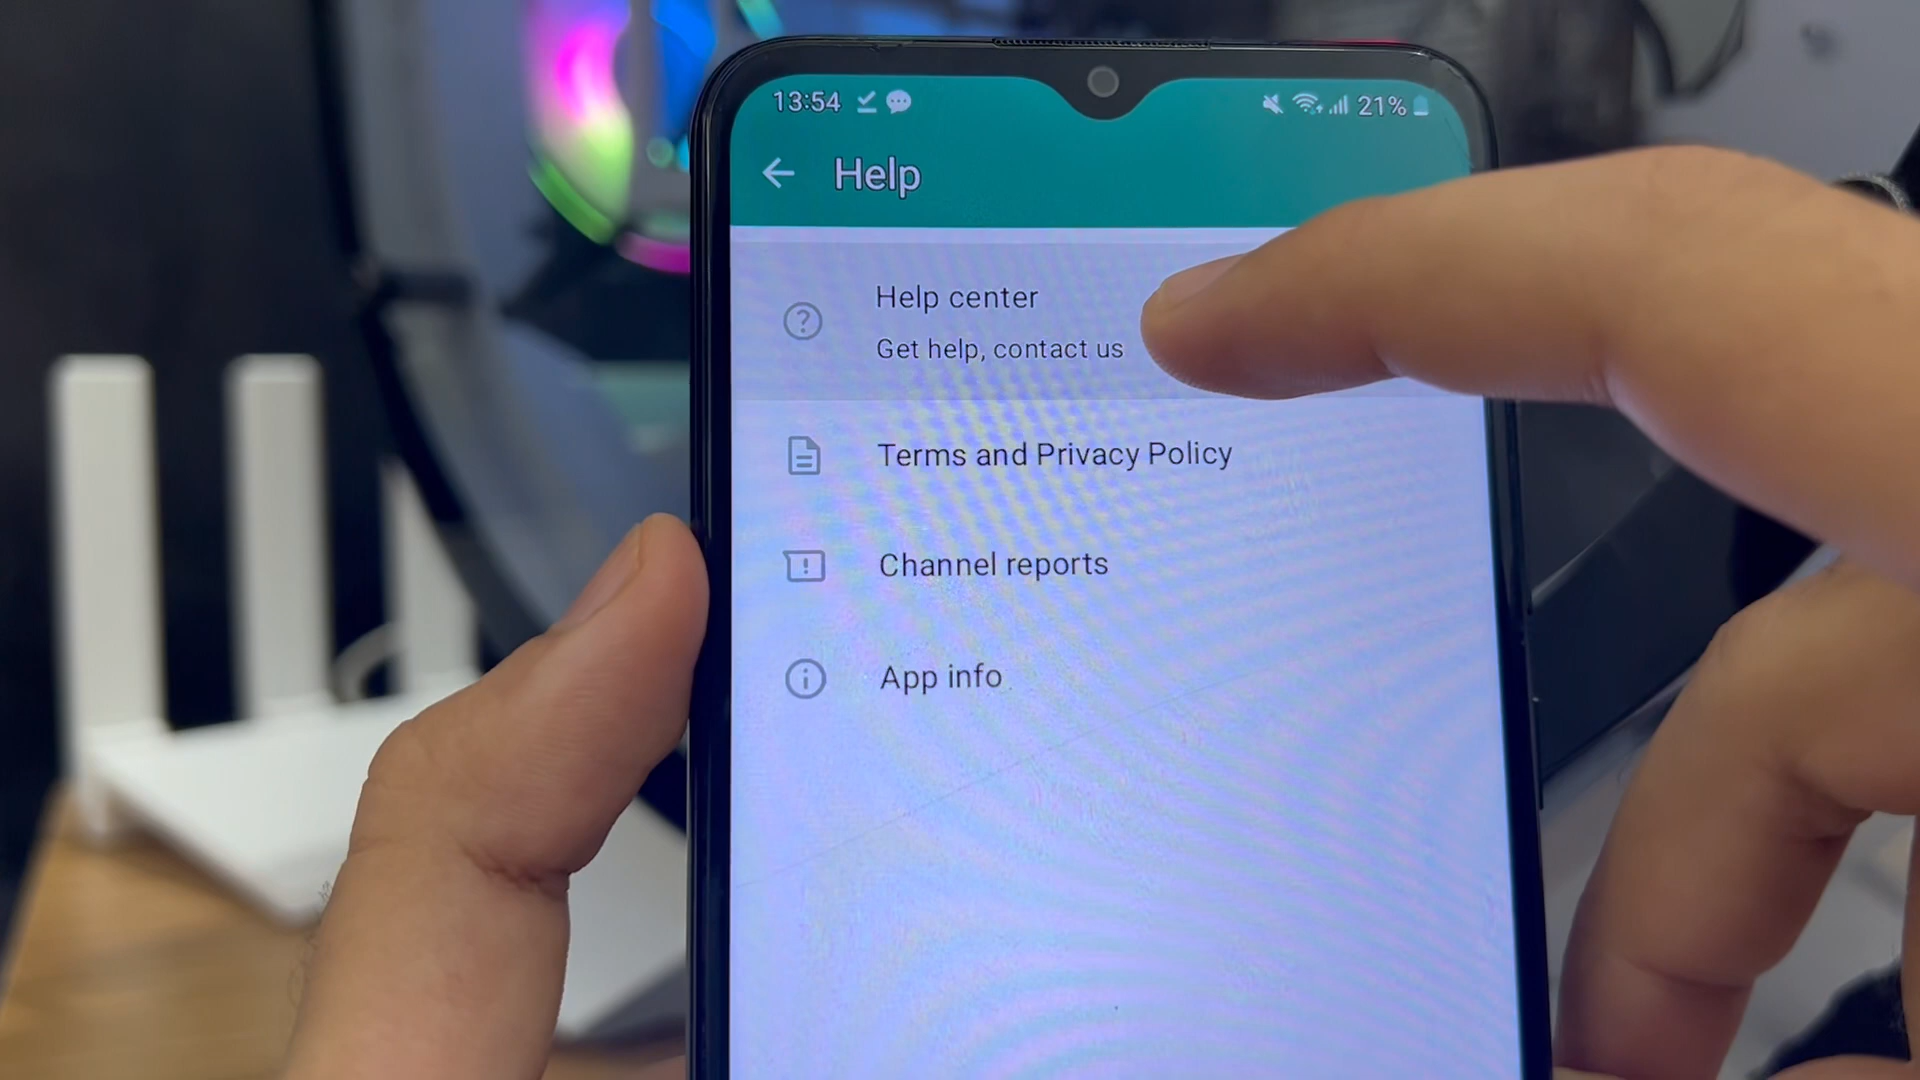 13:54
21%
Help
Help center
Get help, contact us
Terms and Privacy Policy
Channel reports
App info